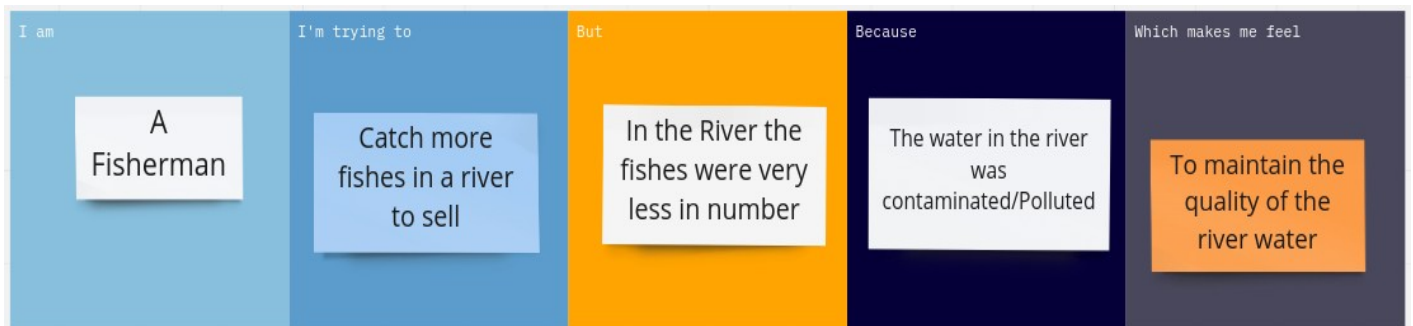 I am
A
Fisherman
I'm trying to
Catch more
fishes in a river
to sell
But
In the River the
fishes were very
less in number
Because
The water in the river
was
contaminated/Polluted
Which makes me feel
To maintain the
quality of the
river water